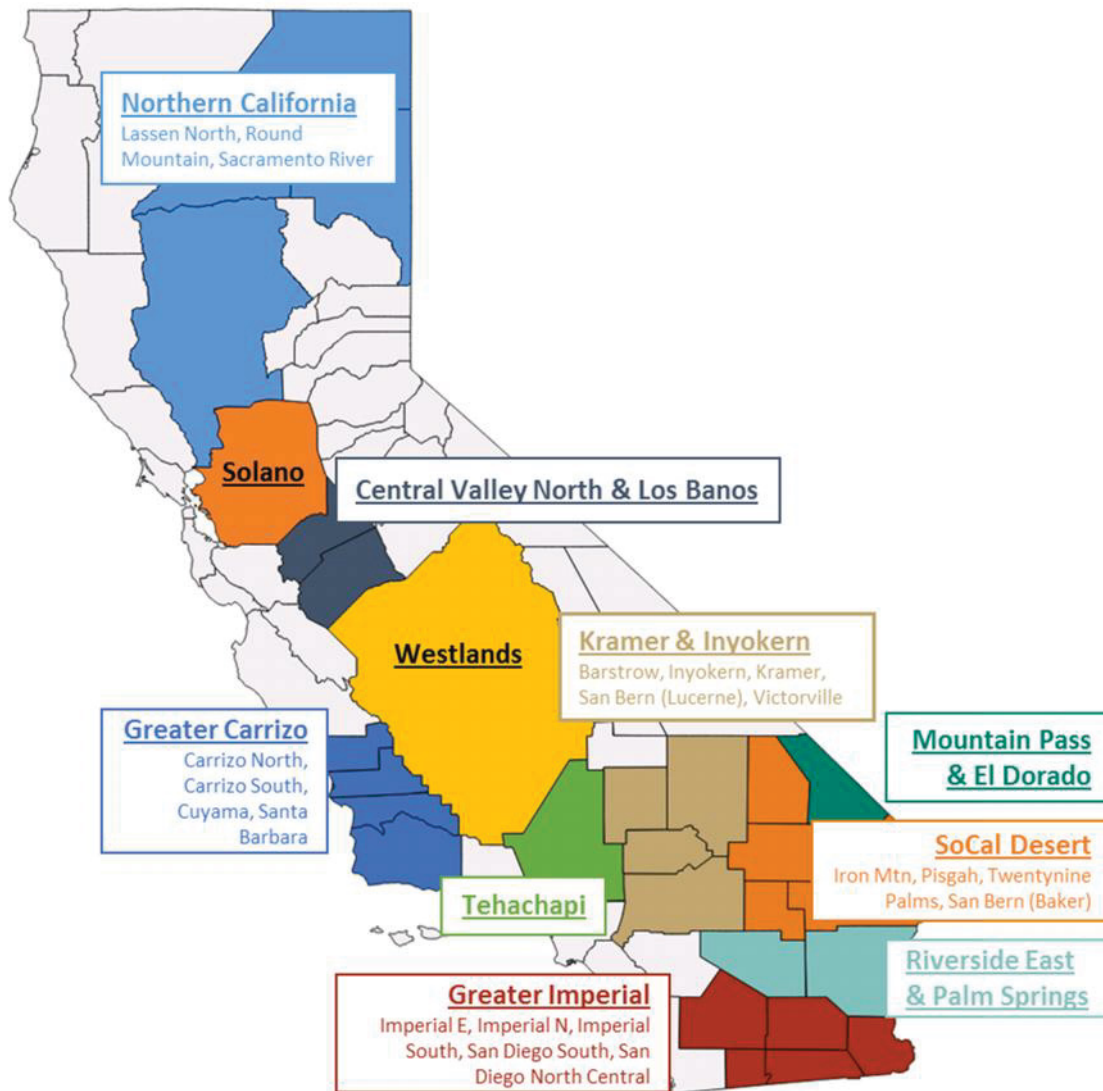 Northern California
Lassen North, Round
Mountain, Sacramento River
Solano
Central Valley North & Los Banos
Westlands
Kramer & Inyokern
Barstrow, Inyokern, Kramer,
San Bern (Lucerne), Victorville
Greater Carrizo
Carrizo North,
Carrizo South,
Cuyama, Santa
Barbara
Mountain Pass
& El Dorado
SoCal Desert
Iron Mtn, Pisgah, Twentynine
Palms, San Bern (Baker)
Tehachapi
Riverside East
& Palm Springs
Greater Imperial
Imperial E, Imperial N, Imperial
South, San Diego South, San
Diego North Central